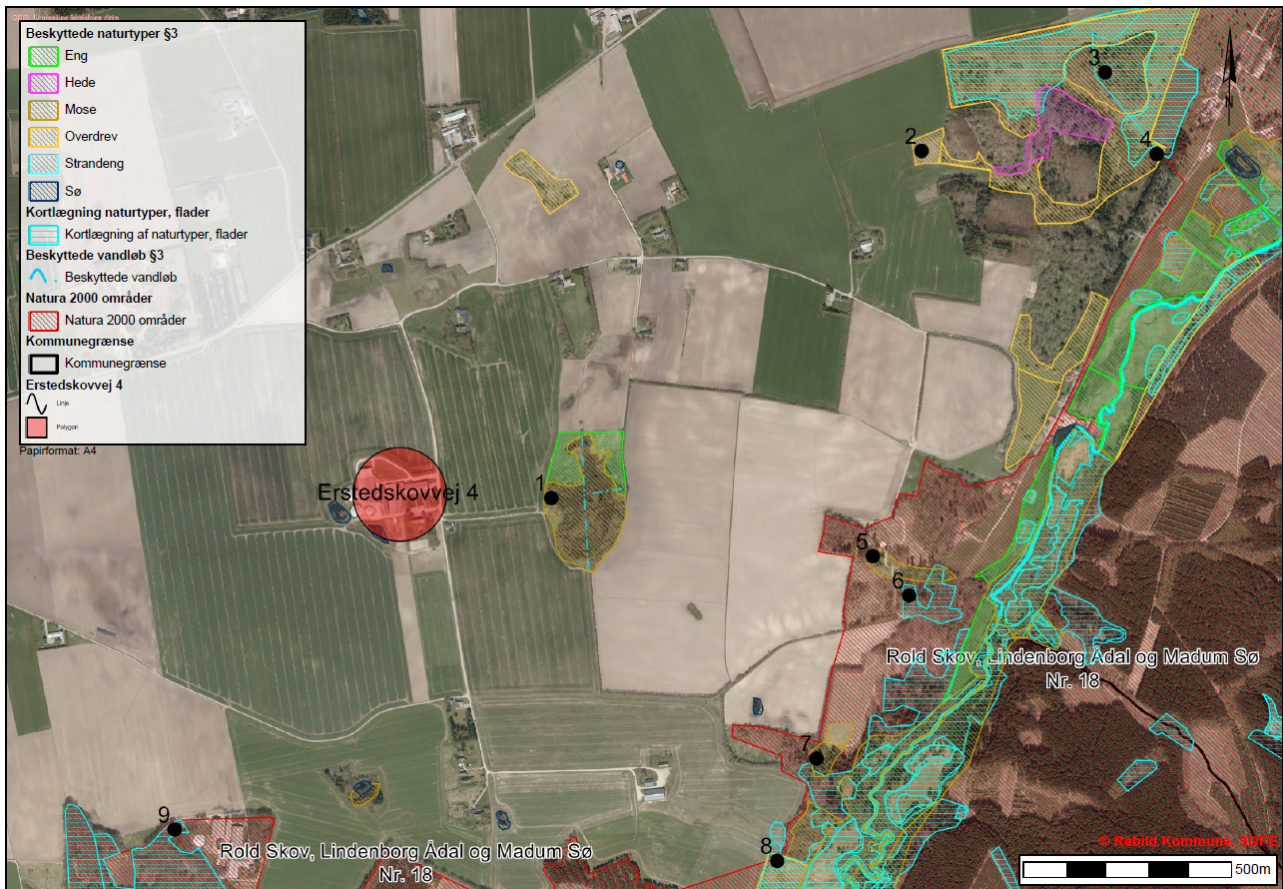 Beskyttede naturtyper §3
Eng
Hede
Mose
Overdrev
Strandeng
Sø
Kortlægning naturtyper, flader
Kortlægning af naturtyper, flader
Beskyttede vandløb §3
Beskyttede vandløb
Natura 2000 områder
Natura 2000 områder
Kommunegrænse
Kommunegrænse
Erstedskovvej 4
Linje
Polygon
Papirformat: A4
N
3
2
4
Erstedskovvej 4
1
5
6
Rold Skov, Lindenborg Ådal og Madum Sø
Nr. 18
7
9
8
Rold Skov, Lindenborg Ådal og Madum Sø
Nr. 18
© Rebild Kommune, SDFE
500m